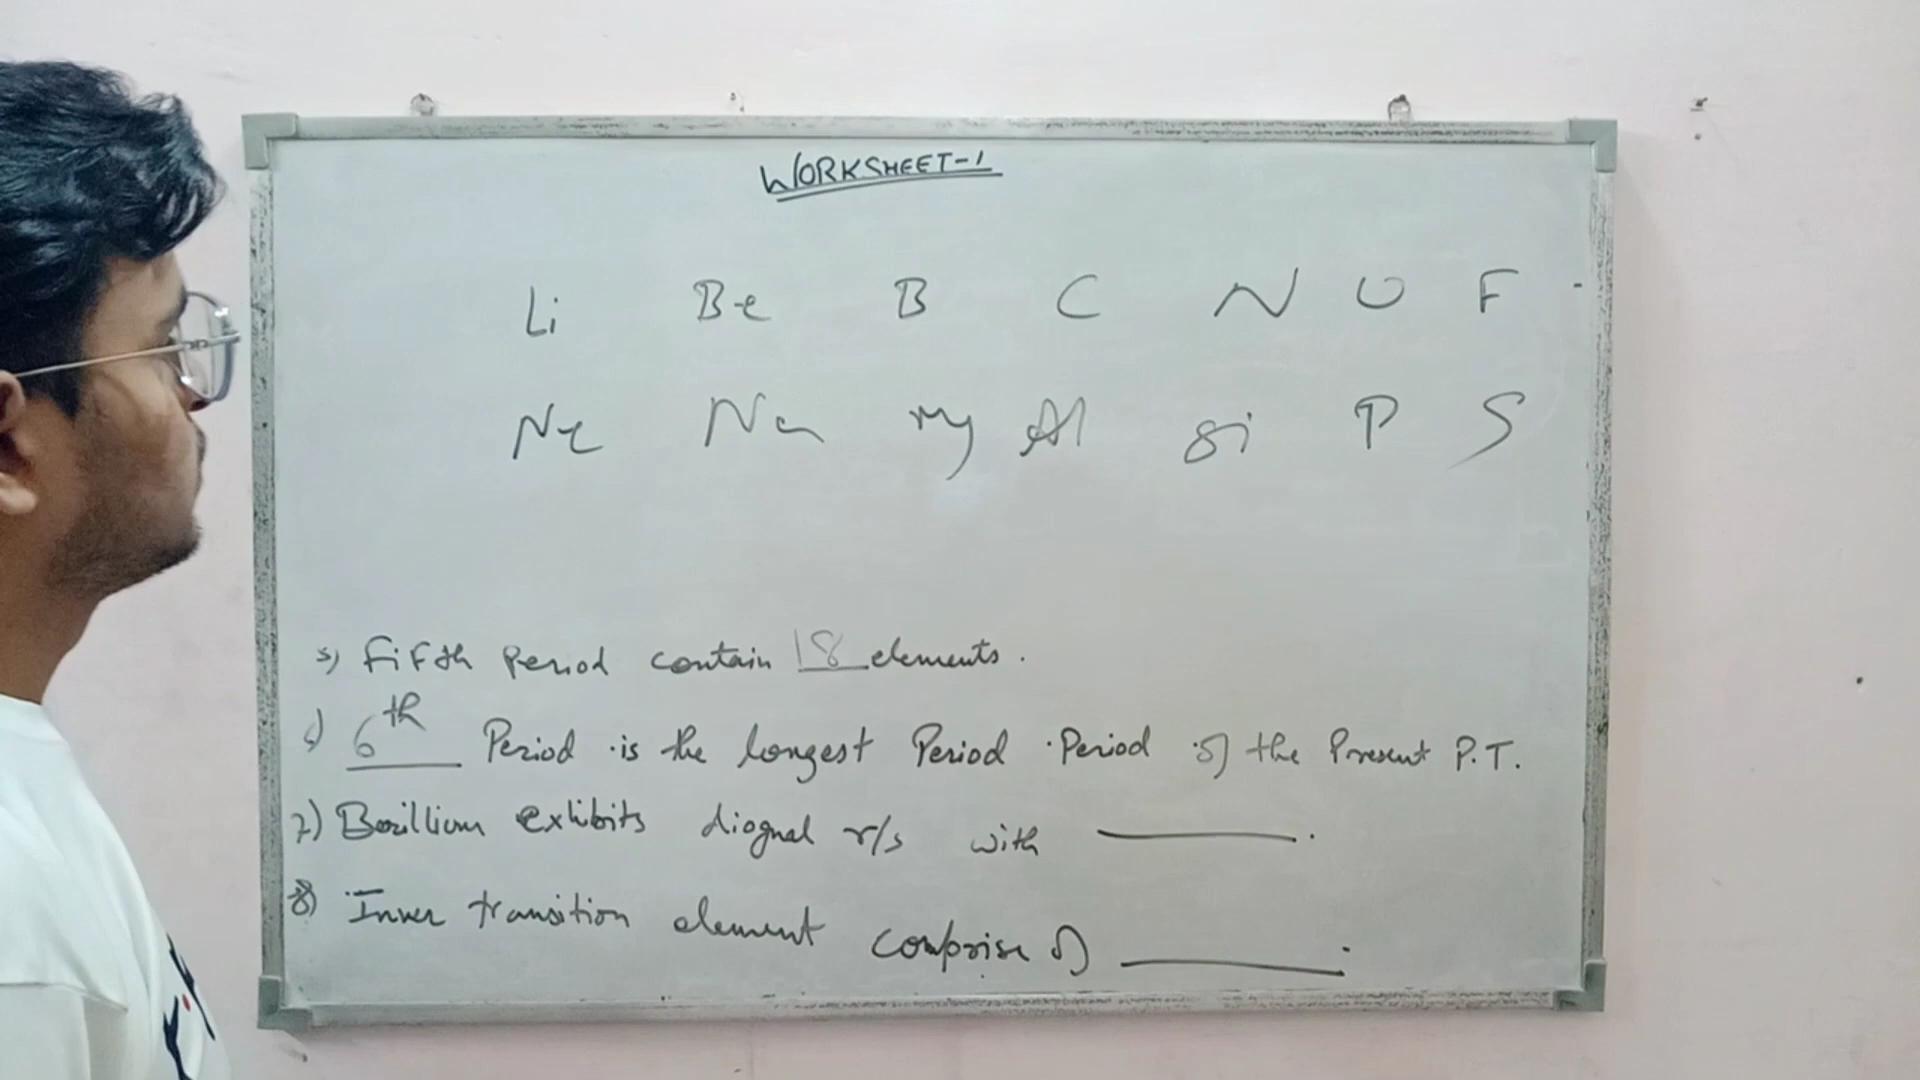 WORKSHEET-1
Li Be B C N O F
Ne Na Mg Al Si P S
5) Fifth Period contain 18 elements.
6) 6th Period is the longest Period Period of the Present P.T.
7) Berillium exhibits diognal r/s with ______.
8) Inner transition element comprise of ______.